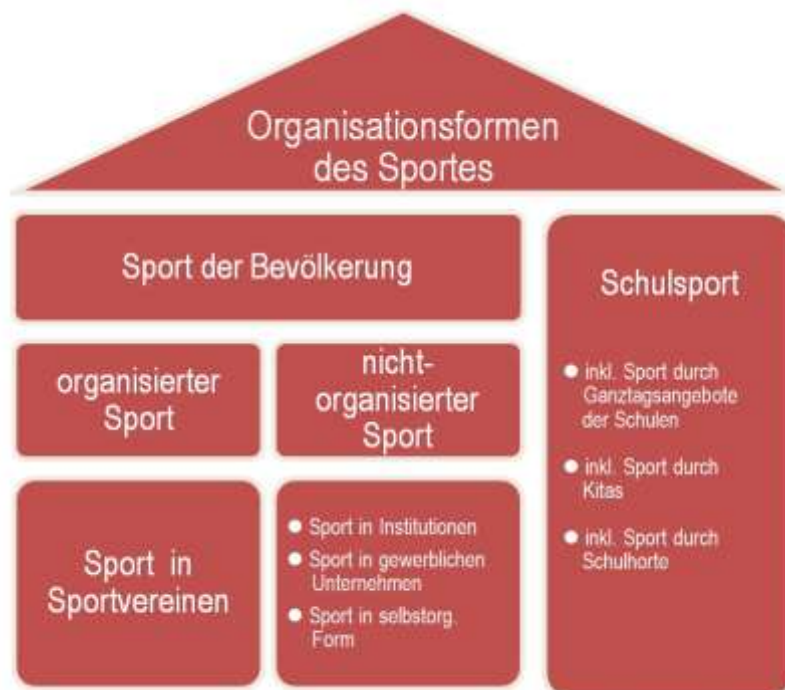 Organisationsformen
des Sportes
Sport der Bevölkerung
organisierter
Sport
nicht-
organisierter
Sport
Sport in
Sportvereinen
Sport in Institutionen
Sport in gewerblichen
Unternehmen
Sport in selbstorg.
Form
Schulsport
inkl. Sport durch
Ganztagsangebote
der Schulen
inkl. Sport durch
Kitas
inkl. Sport durch
Schulhorte